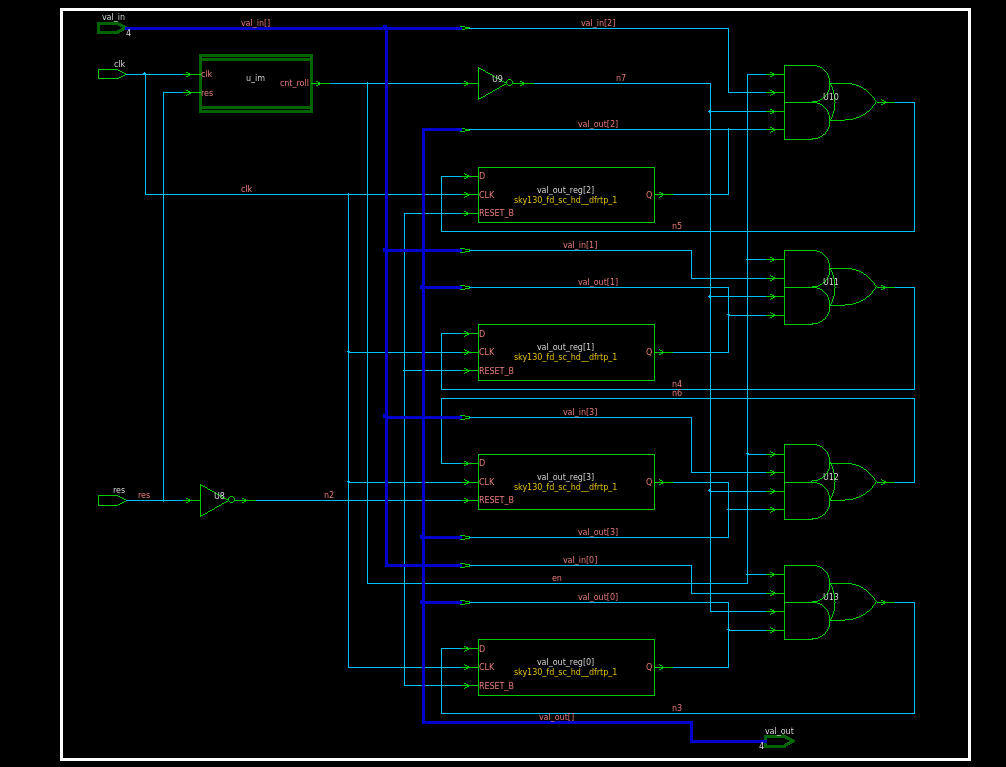 val_in
4
val_in[]
val_in[2]
clk
clk
u_im
res
cnt_roll
U9
n7
U10
val_out[2]
D
val_out_reg[2]
CLK
sky130_fd_sc_hd__dfrtp_1
Q
RESET_B
clk
n5
val_in[1]
val_out[1]
U11
D
val_out_reg[1]
CLK
sky130_fd_sc_hd__dfrtp_1
Q
RESET_B
n4
n6
val_in[3]
D
val_out_reg[3]
CLK
sky130_fd_sc_hd__dfrtp_1
Q
RESET_B
U12
res
res
U8
n2
val_out[3]
val_in[0]
en
val_out[0]
U13
D
val_out_reg[0]
CLK
sky130_fd_sc_hd__dfrtp_1
Q
RESET_B
n3
val_out[]
val_out
4